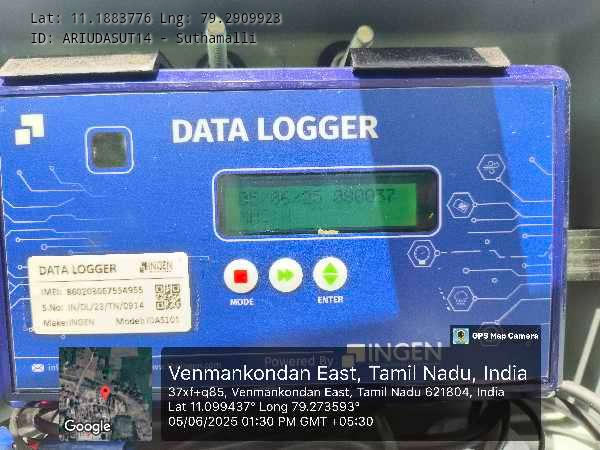 Lat: 11.1883776 Lng: 79.2909923
ID: ARIUDASUT14 - Suthamalli
DATA LOGGER
05/06/25 080037
DATA LOGGER
INGEN
IMEI: 860203067554955
S.No: IN/DL/23/TN/0914
Make:INGEN Model: IDAS101
MODE
ENTER
Powered By INGEN
GPS Map Camera
Venmankondan East, Tamil Nadu, India
37xf+q85, Venmankondan East, Tamil Nadu 621804, India
Lat 11.099437° Long 79.273593°
05/06/2025 01:30 PM GMT +05:30
Google